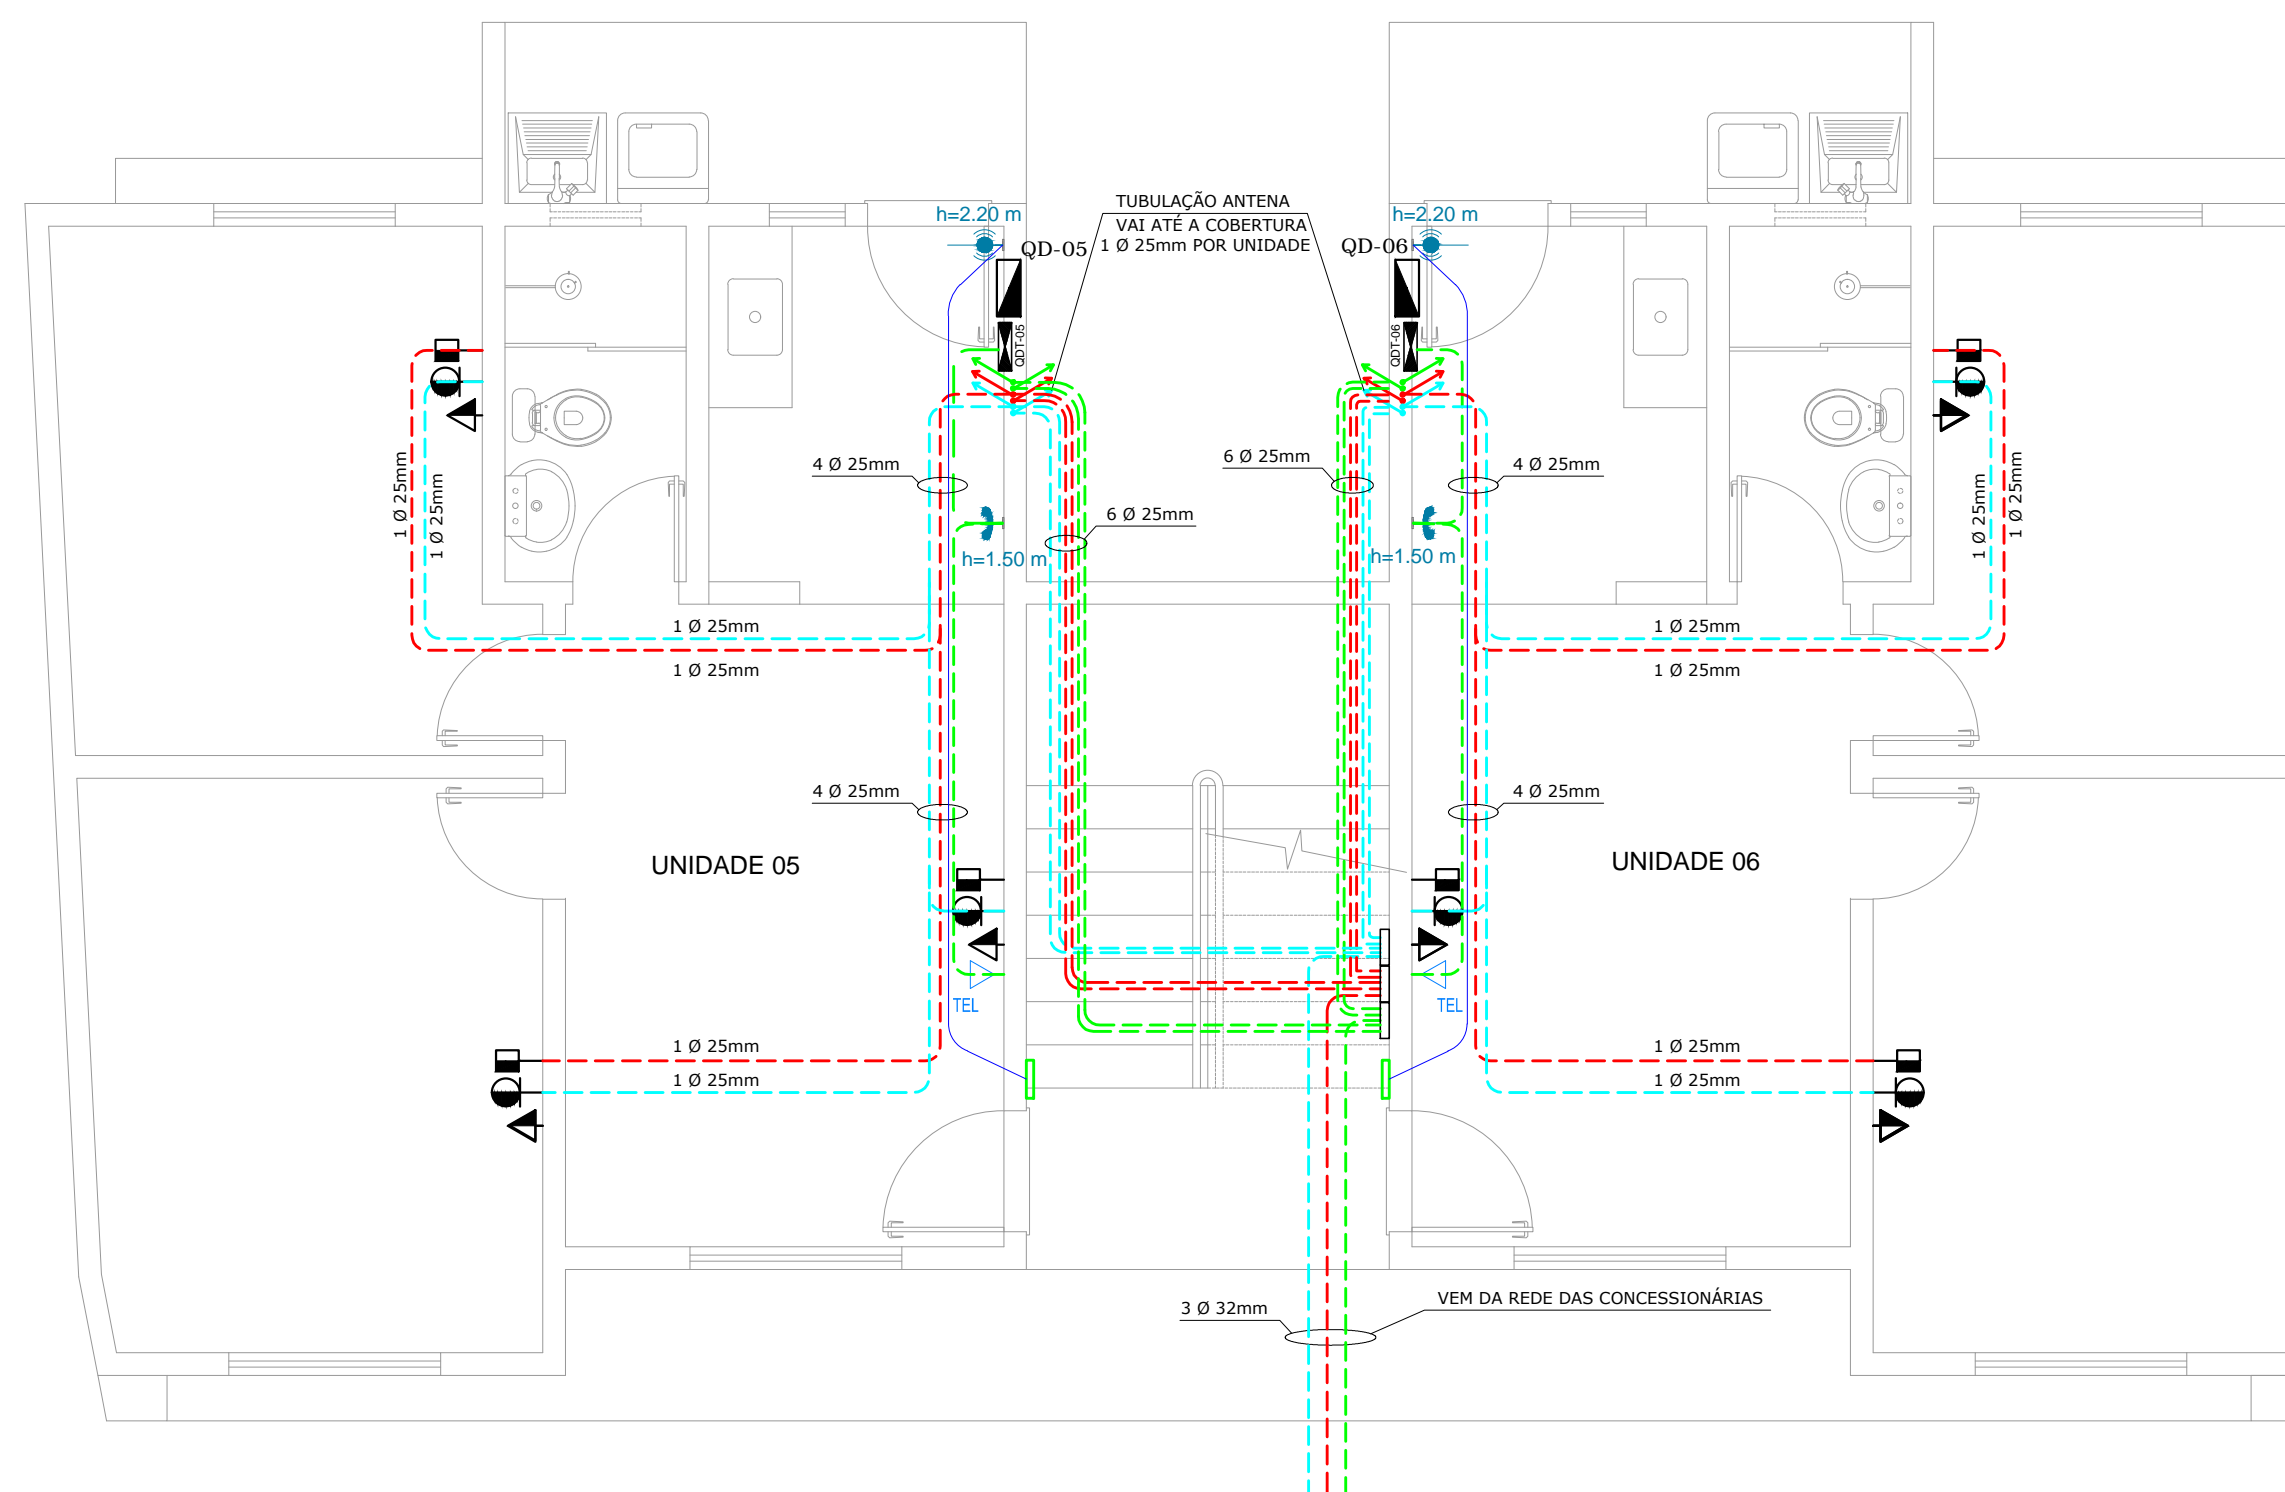 TUBULAÇÃO ANTENA
VAI ATÉ A COBERTURA
1 Ø 25mm POR UNIDADE
h=2.20 m
h=2.20 m
QD-05
QD-06
QDT-05
QDT-06
1 Ø 25mm
1 Ø 25mm
4 Ø 25mm
6 Ø 25mm
6 Ø 25mm
4 Ø 25mm
1 Ø 25mm
1 Ø 25mm
h=1.50 m
h=1.50 m
1 Ø 25mm
1 Ø 25mm
1 Ø 25mm
1 Ø 25mm
4 Ø 25mm
4 Ø 25mm
UNIDADE 05
UNIDADE 06
TEL
TEL
1 Ø 25mm
1 Ø 25mm
1 Ø 25mm
1 Ø 25mm
3 Ø 32mm
VEM DA REDE DAS CONCESSIONÁRIAS